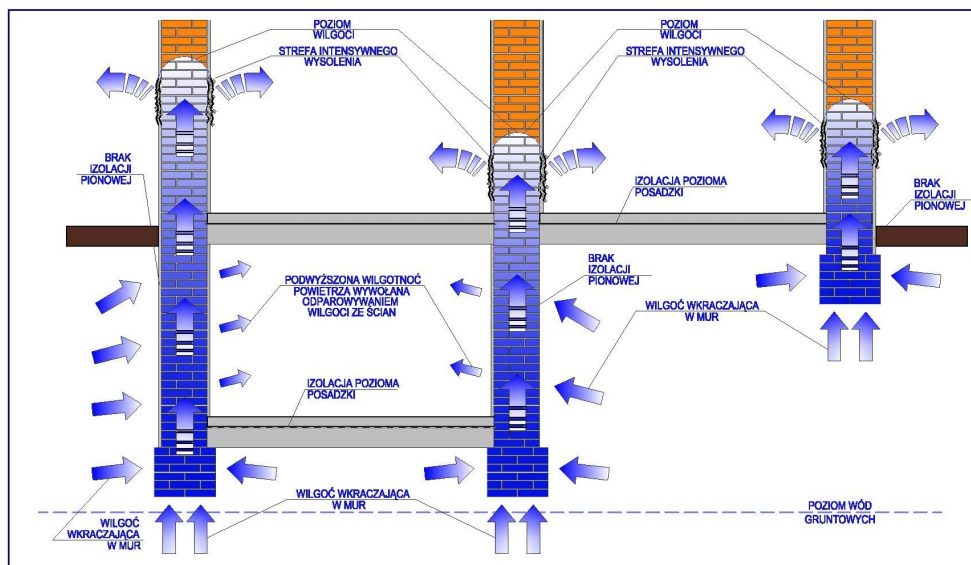 POZIOM
WILGOCI
STREFA INTENSYWNEGO
WYSOLENIA
POZIOM
WILGOCI
STREFA INTENSYWNEGO
WYSOLENIA
BRAK
IZOLACJI
PIONOWEJ
IZOLACJA POZIOMA
POSADZKI
BRAK
IZOLACJI
PIONOWEJ
PODWYŻSZONA WILGOTNOĆ
POWIETRZA WYWOŁANA
ODPAROWYWANIEM
WILGOCI ZE ŚCIAN
BRAK
IZOLACJI
PIONOWEJ
WILGOĆ WKRACZAJĄCA
W MUR
IZOLACJA POZIOMA
POSADZKI
WILGOĆ WKRACZAJĄCA
W MUR
WILGOĆ
WKRACZAJĄCA
W MUR
POZIOM WÓD
GRUNTOWYCH